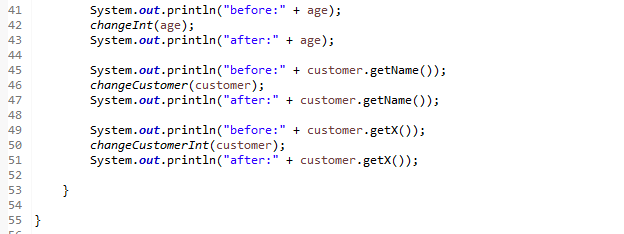 41 System.out.println("before:" + age);
42 changeInt(age);
43 System.out.println("after:" + age);
44
45 System.out.println("before:" + customer.getName());
46 changeCustomer(customer);
47 System.out.println("after:" + customer.getName());
48
49 System.out.println("before:" + customer.getX());
50 changeCustomerInt(customer);
51 System.out.println("after:" + customer.getX());
52
53 }
54
55 }